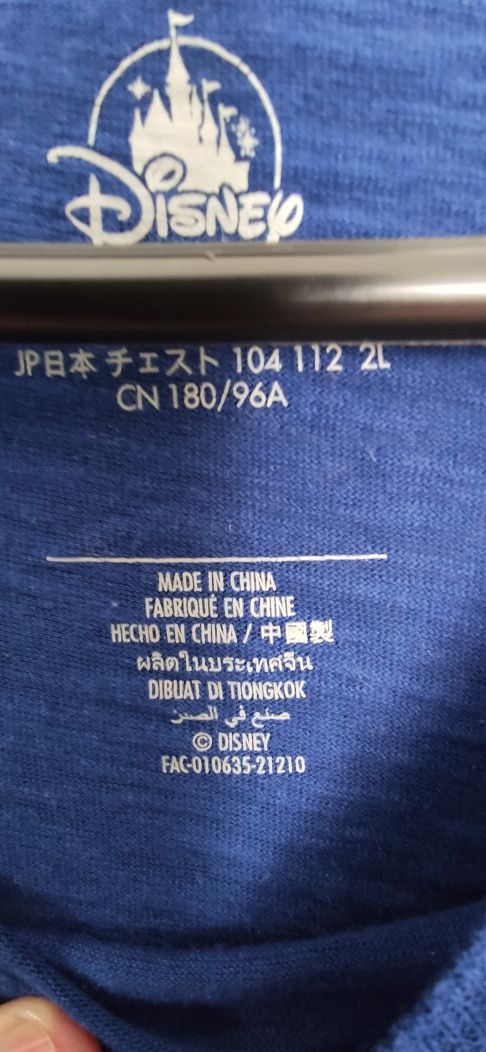 Disney
JP日本 チェスト 104 112 2L
CN 180/96A
MADE IN CHINA
FABRIQUÉ EN CHINE
HECHO EN CHINA / 中國製
ผลิตในประเทศจีน
DIBUAT DI TIONGKOK
صنع في الصين
© DISNEY
FAC-010635-21210